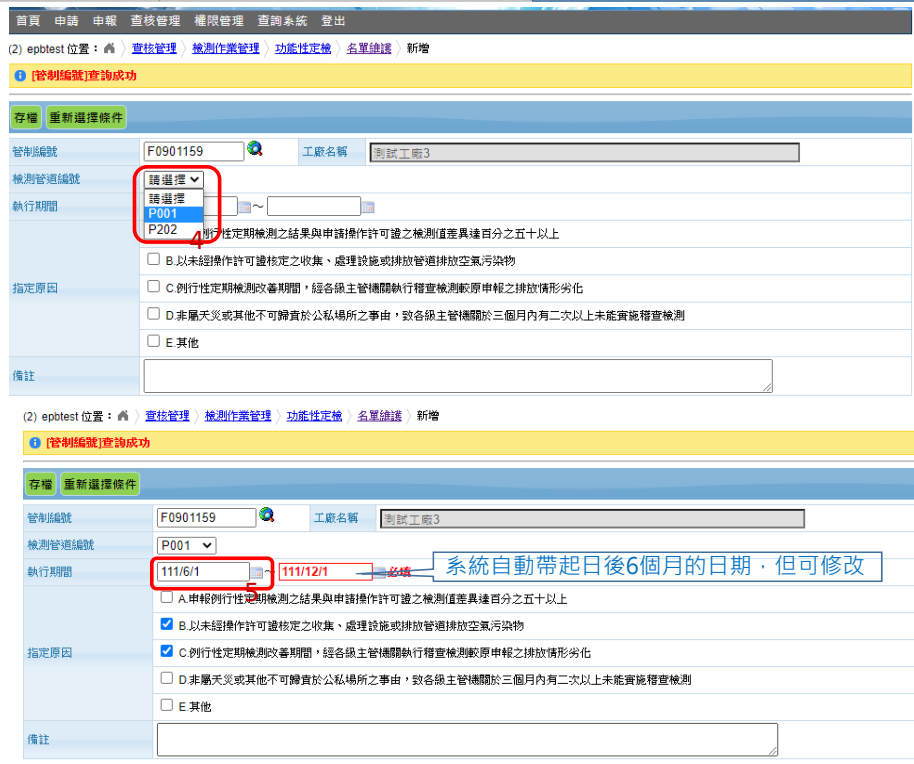 首頁 申請 申報 查核管理 權限管理 查詢系統 登出
(2) epbtest 位置： 〉 查核管理 〉 檢測作業管理 〉 功能性定檢 〉 名單維護 〉 新增
[管制編號]查詢成功
存檔 重新選擇條件
管制編號 F0901159 工廠名稱 測試工廠3
檢測管道編號 請選擇
請選擇
執行期間 ～
P001
P202
4
例行性定期檢測之結果與申請操作許可證之檢測值差異達百分之五十以上
B.以未經操作許可證核定之收集、處理設施或排放管道排放空氣污染物
指定原因 C.例行性定期檢測改善期間，經各級主管機關執行稽查檢測較原申報之排放情形劣化
D.非屬天災或其他不可歸責於公私場所之事由，致各級主管機關於三個月內有二次以上未能實施稽查檢測
E.其他
備註
(2) epbtest 位置： 〉 查核管理 〉 檢測作業管理 〉 功能性定檢 〉 名單維護 〉 新增
[管制編號]查詢成功
存檔 重新選擇條件
管制編號 F0901159 工廠名稱 測試工廠3
檢測管道編號 P001
執行期間 111/6/1 ～ 111/12/1 必填 系統自動帶起日後6個月的日期，但可修改
5
A.申報例行性定期檢測之結果與申請操作許可證之檢測值差異達百分之五十以上
B.以未經操作許可證核定之收集、處理設施或排放管道排放空氣污染物
指定原因 C.例行性定期檢測改善期間，經各級主管機關執行稽查檢測較原申報之排放情形劣化
D.非屬天災或其他不可歸責於公私場所之事由，致各級主管機關於三個月內有二次以上未能實施稽查檢測
E.其他
備註